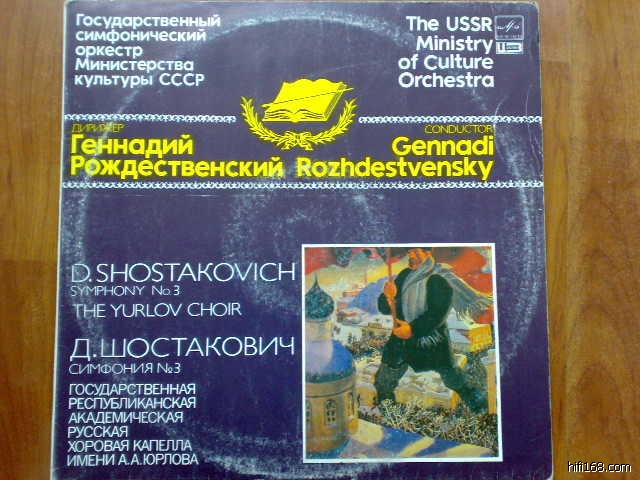 Государственный
симфонический
оркестр
Министерства
культуры СССР
The USSR
Ministry
of Culture
Orchestra
ДИРИЖЕР
Геннадий
Рождественский
CONDUCTOR
Gennadi
Rozhdestvensky
D. SHOSTAKOVICH
SYMPHONY No. 3
THE YURLOV CHOIR
Д. ШОСТАКОВИЧ
СИМФОНИЯ №3
ГОСУДАРСТВЕННАЯ
РЕСПУБЛИКАНСКАЯ
АКАДЕМИЧЕСКАЯ
РУССКАЯ
ХОРОВАЯ КАПЕЛЛА
ИМЕНИ А.А.ЮРЛОВА
hifi168.com